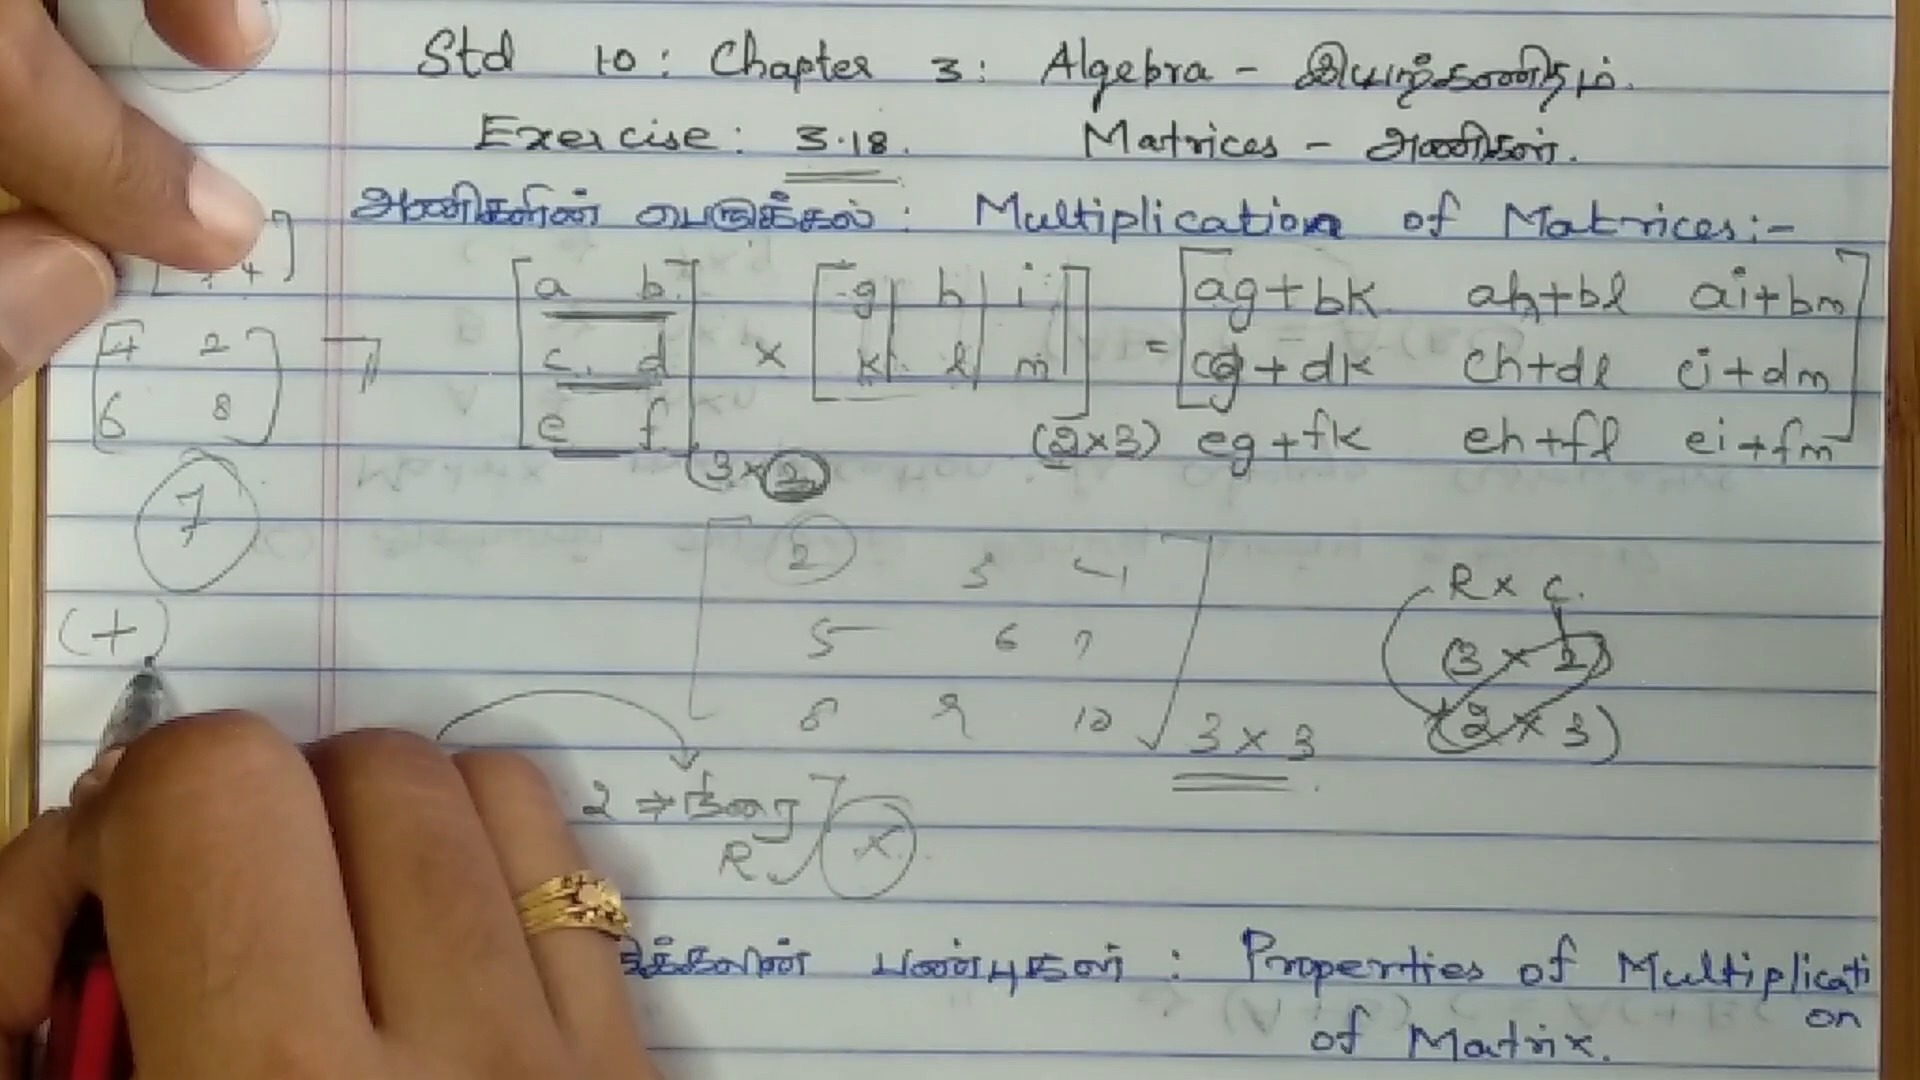 Std 10 : Chapter 3 : Algebra - இயற்கணிதம்.
Exercise : 3.18. Matrices - அணிகள்.
அணிகளின் பெருக்கல் : Multiplication of Matrices:-
[a b] × [g h i] = [ag+bk ah+bl ai+bm]
[c d] [k l m] [cg+dk ch+dl ci+dm]
[e f] (3×2) (2×3) [eg+fk eh+fl ei+fm]
4
4 2
6 8
7
(+)
2 3 4
5 6 7
8 9 10
3 × 3
R × C.
(3 × 2)
(2 × 3)
2 → நிரை
R
×
பண்புகள் : Properties of Multiplicati
on
of Matrix.